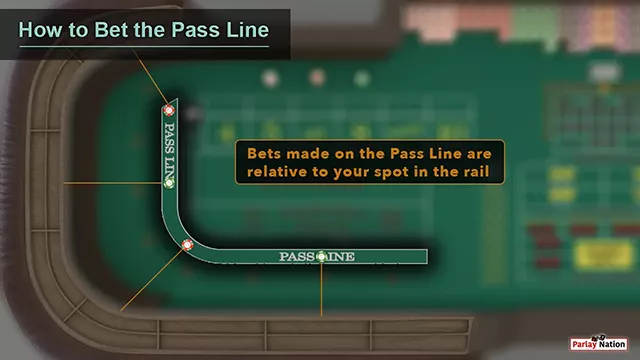 How to Bet the Pass Line
PASS LINE
Bets made on the Pass Line are
relative to your spot in the rail
PASS LINE
Parlay Nation